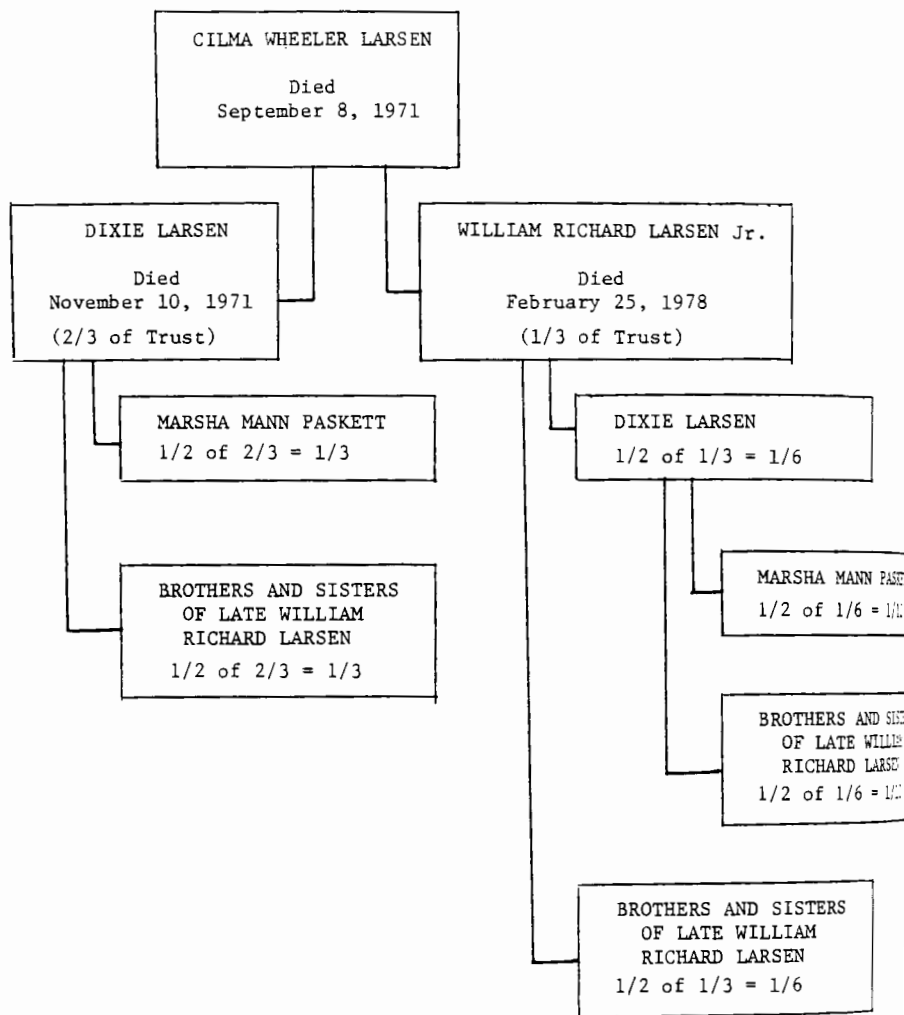 CILMA WHEELER LARSEN
Died
September 8, 1971
DIXIE LARSEN
Died
November 10, 1971
(2/3 of Trust)
WILLIAM RICHARD LARSEN Jr.
Died
February 25, 1978
(1/3 of Trust)
MARSHA MANN PASKETT
1/2 of 2/3 = 1/3
DIXIE LARSEN
1/2 of 1/3 = 1/6
MARSHA MANN
1/2 of 1/6 =
BROTHERS AND SISTERS
OF LATE WILLIAM
RICHARD LARSEN
1/2 of 2/3 = 1/3
BROTHERS AND
OF LATE
RICHARD
1/2 of 1/6 =
BROTHERS AND SISTERS
OF LATE WILLIAM
RICHARD LARSEN
1/2 of 1/3 = 1/6